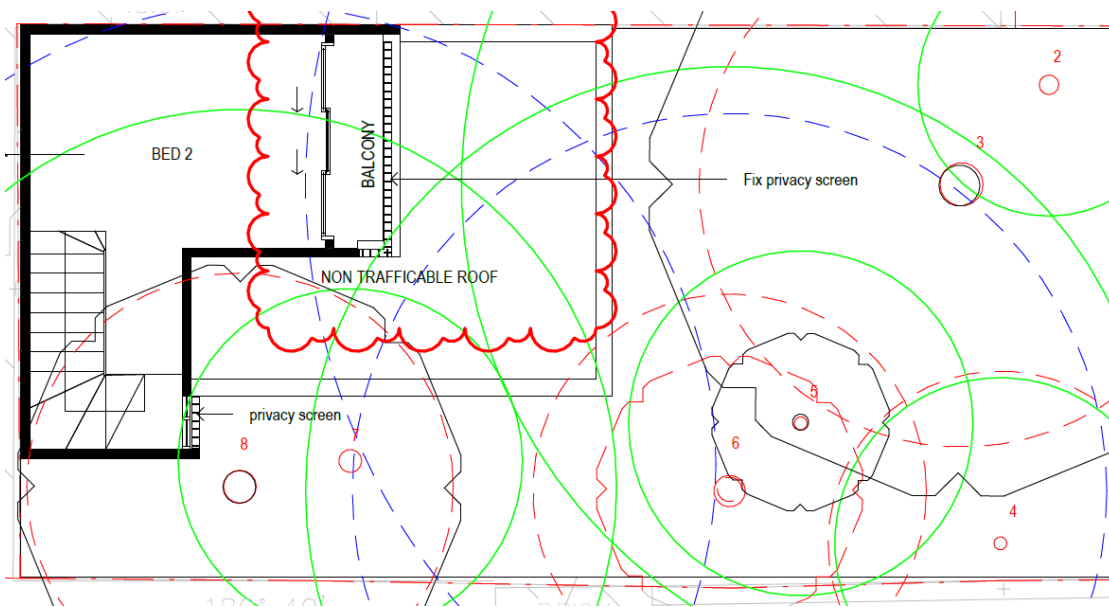 2
3
BED 2
BALCONY
Fix privacy screen
NON TRAFFICABLE ROOF
5
privacy screen
7
8
6
4